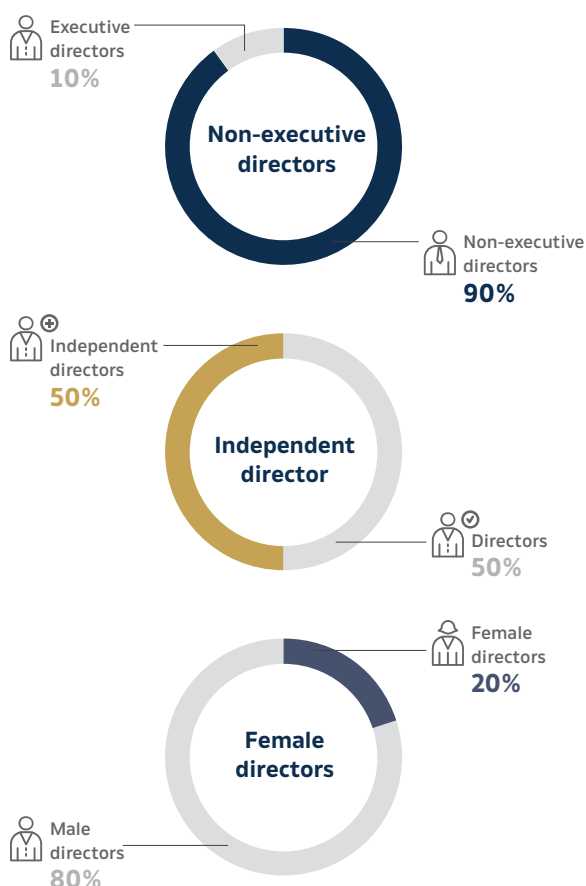 Executive
directors
10%
Non-executive
directors
Non-executive
directors
90%
Independent
directors
50%
Independent
director
Directors
50%
Female
directors
20%
Female
directors
Male
directors
80%